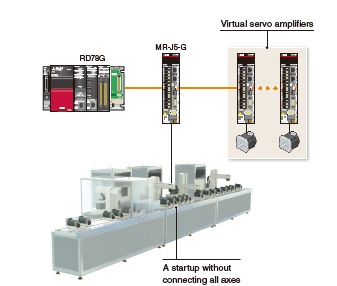 Virtual servo amplifiers
MR-J5-G
RD78G
A startup without
connecting all axes